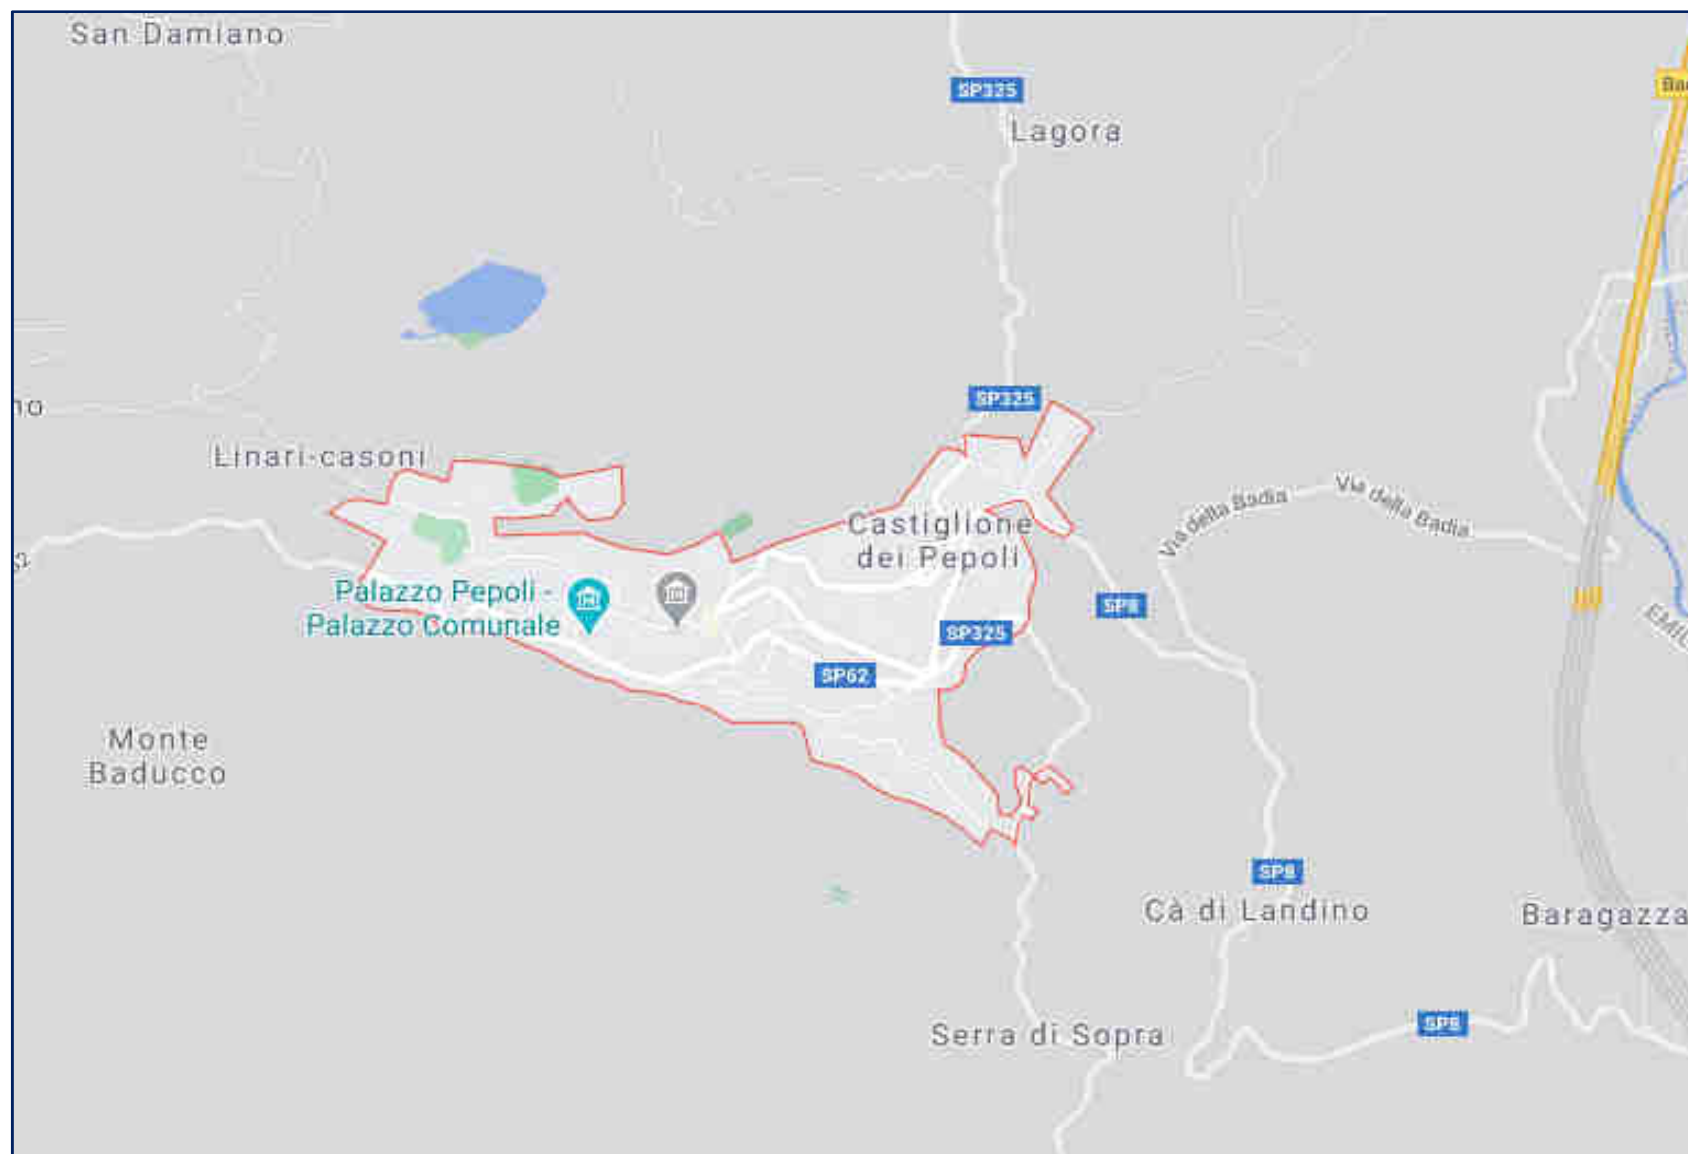 San Damiano
SP325
Lagora
SP325
Linari-casoni
Castiglione
dei Pepoli
Via della Badia
Via della Badia
Palazzo Pepoli -
Palazzo Comunale
SP8
SP325
SP62
Monte
Baducco
SP8
Cà di Landino
Baragazza
SP8
Serra di Sopra